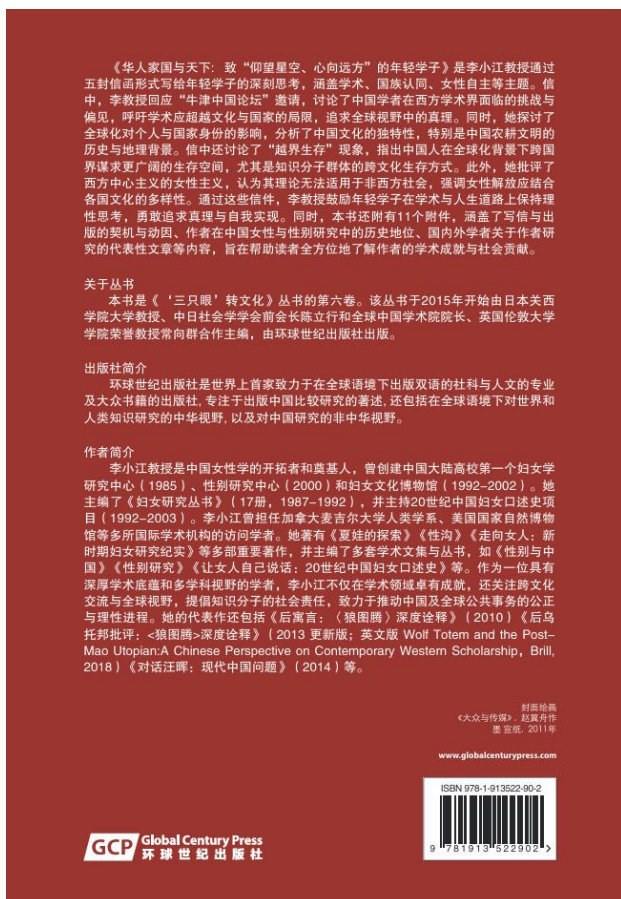 《华人家国与天下：致“仰望星空、心向远方”的年轻学子》是李小江教授通过
五封信函形式写给年轻学子的深刻思考，涵盖学术、国族认同、女性自主等主题。信
中，李教授回应“牛津中国论坛”邀请，讨论了中国学者在西方学术界面临的挑战与
偏见，呼吁学术应超越文化与国家的局限，追求全球视野中的真理。同时，她探讨了
全球化对个人与国家身份的影响，分析了中国文化的独特性，特别是中国农耕文明的
历史与地理背景。信中还讨论了“越界生存”现象，指出中国人在全球化背景下跨国
界谋求更广阔的生存空间，尤其是知识分子群体的跨文化生存方式。此外，她批评了
西方中心主义的女性主义，认为其理论无法适用于非西方社会，强调女性解放应结合
各国文化的多样性。通过这些信件，李教授鼓励年轻学子在学术与人生道路上保持理
性思考，勇敢追求真理与自我实现。同时，本书还附有11个附件，涵盖了写信与出
版的契机与动因、作者在中国女性与性别研究中的历史地位、国内外学者关于作者研
究的代表性文章等内容，旨在帮助读者全方位地了解作者的学术成就与社会贡献。
关于丛书
本书是《‘三只眼’转文化》丛书的第六卷。该丛书于2015年开始由日本关西
学院大学教授、中日社会学学会前会长陈立行和全球中国学术院院长、英国伦敦大学
学院荣誉教授常向群合作主编，由环球世纪出版社出版。
出版社简介
环球世纪出版社是世界上首家致力于在全球语境下出版双语的社科与人文的专业
及大众书籍的出版社,专注于出版中国比较研究的著述,还包括在全球语境下对世界和
人类知识研究的中华视野,以及对中国研究的非中华视野。
作者简介
李小江教授是中国女性学的开拓者和奠基人，曾创建中国大陆高校第一个妇女学
研究中心（1985）、性别研究中心（2000）和妇女文化博物馆（1992-2002）。她
主编了《妇女研究丛书》（17册，1987-1992），并主持20世纪中国妇女口述史项
目（1992-2003）。李小江曾担任加拿大麦吉尔大学人类学系、美国国家自然博物
馆等多所国际学术机构的访问学者。她著有《夏娃的探索》《性沟》《走向女人：新
时期妇女研究纪实》等多部重要著作，并主编了多套学术文集与丛书，如《性别与中
国》《性别研究》《让女人自己说话：20世纪中国妇女口述史》等。作为一位具有
深厚学术底蕴和多学科视野的学者，李小江不仅在学术领域卓有成就，还关注跨文化
交流与全球视野，提倡知识分子的社会责任，致力于推动中国及全球公共事务的公正
与理性进程。她的代表作还包括《后寓言：〈狼图腾〉深度诠释》（2010）《后乌
托邦批评：<狼图腾>深度诠释》（2013 更新版；英文版 Wolf Totem and the Post-
Mao Utopian:A Chinese Perspective on Contemporary Western Scholarship，Brill,
2018）《对话汪晖：现代中国问题》（2014）等。
封面绘画
《大众与传媒》, 赵翼舟作
墨 宣纸, 2011年
www.globalcenturypress.com
ISBN 978-1-913522-90-2
9 781913 522902 >
GCP Global Century Press
环球世纪出版社